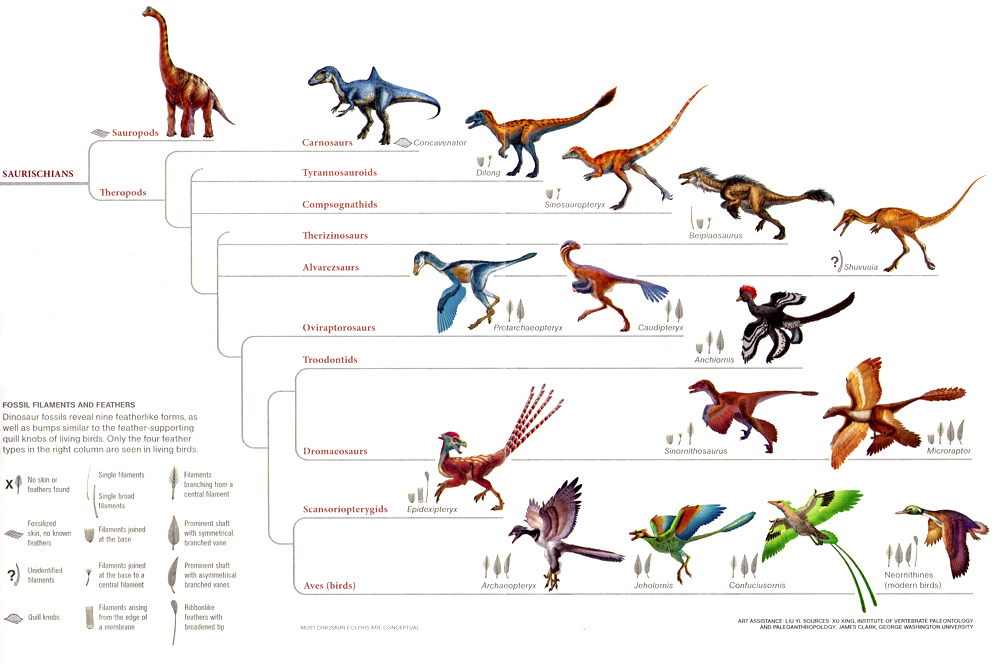 Sauropods
SAURISCHIANS
Theropods
Carnosaurs
Concavenator
Tyrannosauroids
Dilong
Compsognathids
Sinosauropteryx
Therizinosaurs
Beipiaosaurus
Alvarezsaurs
?
Shuvuuia
Oviraptorosaurs
Protarchaeopteryx
Caudipteryx
Troodontids
Anchiornis
Dromaeosaurs
Sinornithosaurus
Microraptor
Scansoriopterygids
Epidexipteryx
Aves (birds)
Archaeopteryx
Jeholornis
Confuciusornis
Neornithines
(modern birds)
FOSSIL FILAMENTS AND FEATHERS
Dinosaur fossils reveal nine featherlike forms, as
well as bumps similar to the feather-supporting
quill knobs of living birds. Only the four feather
types in the right column are seen in living birds.
X
No skin or
feathers found
Single filaments
Single broad
filaments
Filaments
branching from a
central filament
Fossilized
skin, no known
feathers
Filaments joined
at the base
Prominent shaft
with symmetrical
branched vane
?
Unidentified
filaments
Filaments joined
at the base to a
central filament
Prominent shaft
with asymmetrical
branched vanes
Quill knobs
Filaments arising
from the edge of
a membrane
Ribbonlike
feathers with
broadened tip
MOST DINOSAUR COLORS ARE CONCEPTUAL.
ART ASSISTANCE: LIU YI. SOURCES: XU XING, INSTITUTE OF VERTEBRATE PALEONTOLOGY
AND PALEOANTHROPOLOGY; JAMES CLARK, GEORGE WASHINGTON UNIVERSITY